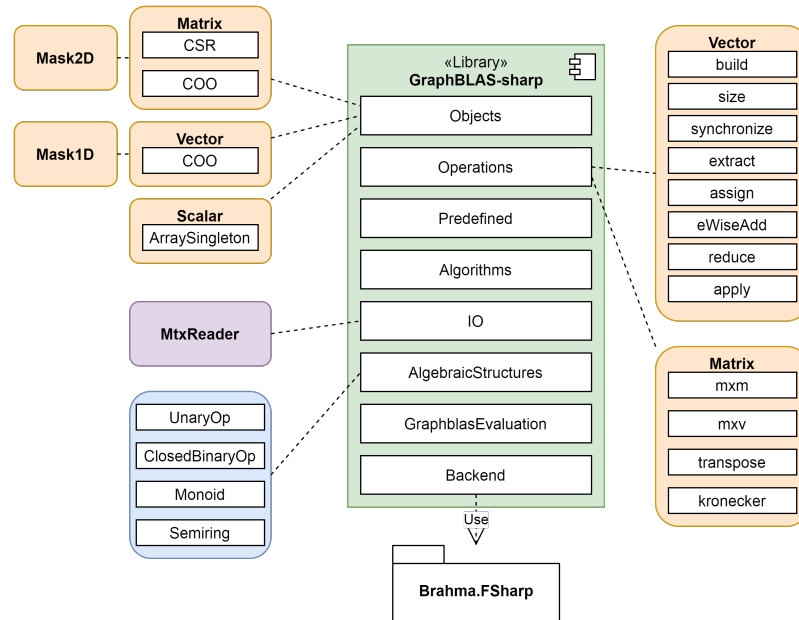 Mask2D
Matrix
CSR
COO
Mask1D
Vector
COO
Scalar
ArraySingleton
MtxReader
UnaryOp
ClosedBinaryOp
Monoid
Semiring
«Library»
GraphBLAS-sharp
Objects
Operations
Predefined
Algorithms
IO
AlgebraicStructures
GraphblasEvaluation
Backend
Use
Brahma.FSharp
Vector
build
size
synchronize
extract
assign
eWiseAdd
reduce
apply
Matrix
mxm
mxv
transpose
kronecker